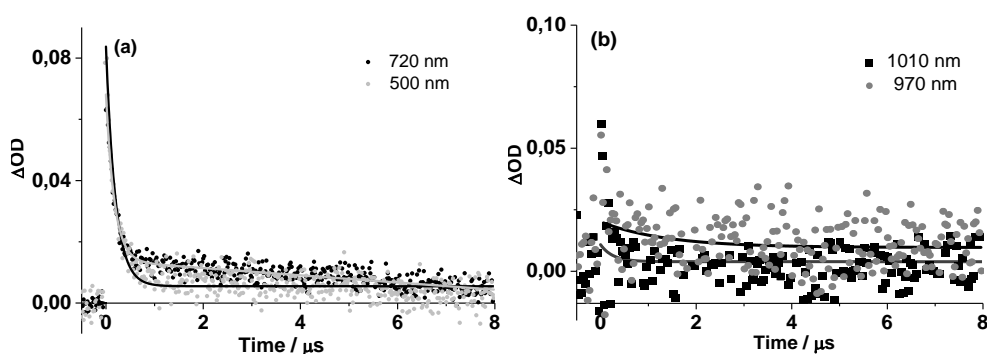 (a)
720 nm
500 nm
0,08
0,04
0,00
ΔOD
0 2 4 6 8
Time / μs
(b)
1010 nm
970 nm
0,10
0,05
0,00
ΔOD
0 2 4 6 8
Time / μs